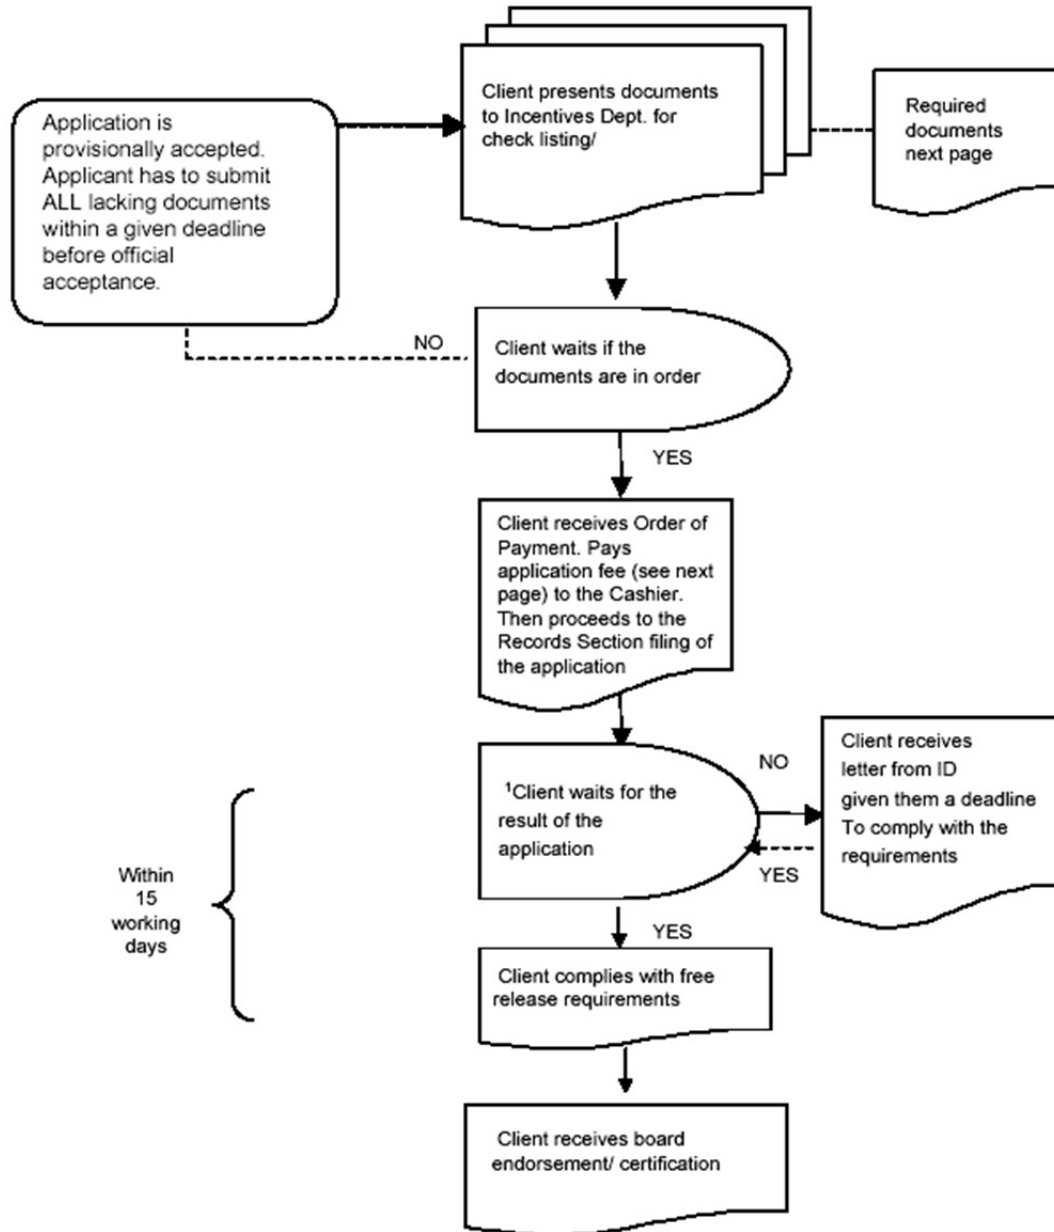 Client presents documents
to Incentives Dept. for
check listing/
Required
documents
next page
Application is
provisionally accepted.
Applicant has to submit
ALL lacking documents
within a given deadline
before official
acceptance.
NO
Client waits if the
documents are in order
YES
Client receives Order of
Payment. Pays
application fee (see next
page) to the Cashier.
Then proceeds to the
Records Section filing of
the application
¹Client waits for the
result of the
application
NO
YES
Client receives
letter from ID
given them a deadline
To comply with the
requirements
Within
15
working
days
YES
Client complies with free
release requirements
Client receives board
endorsement/ certification